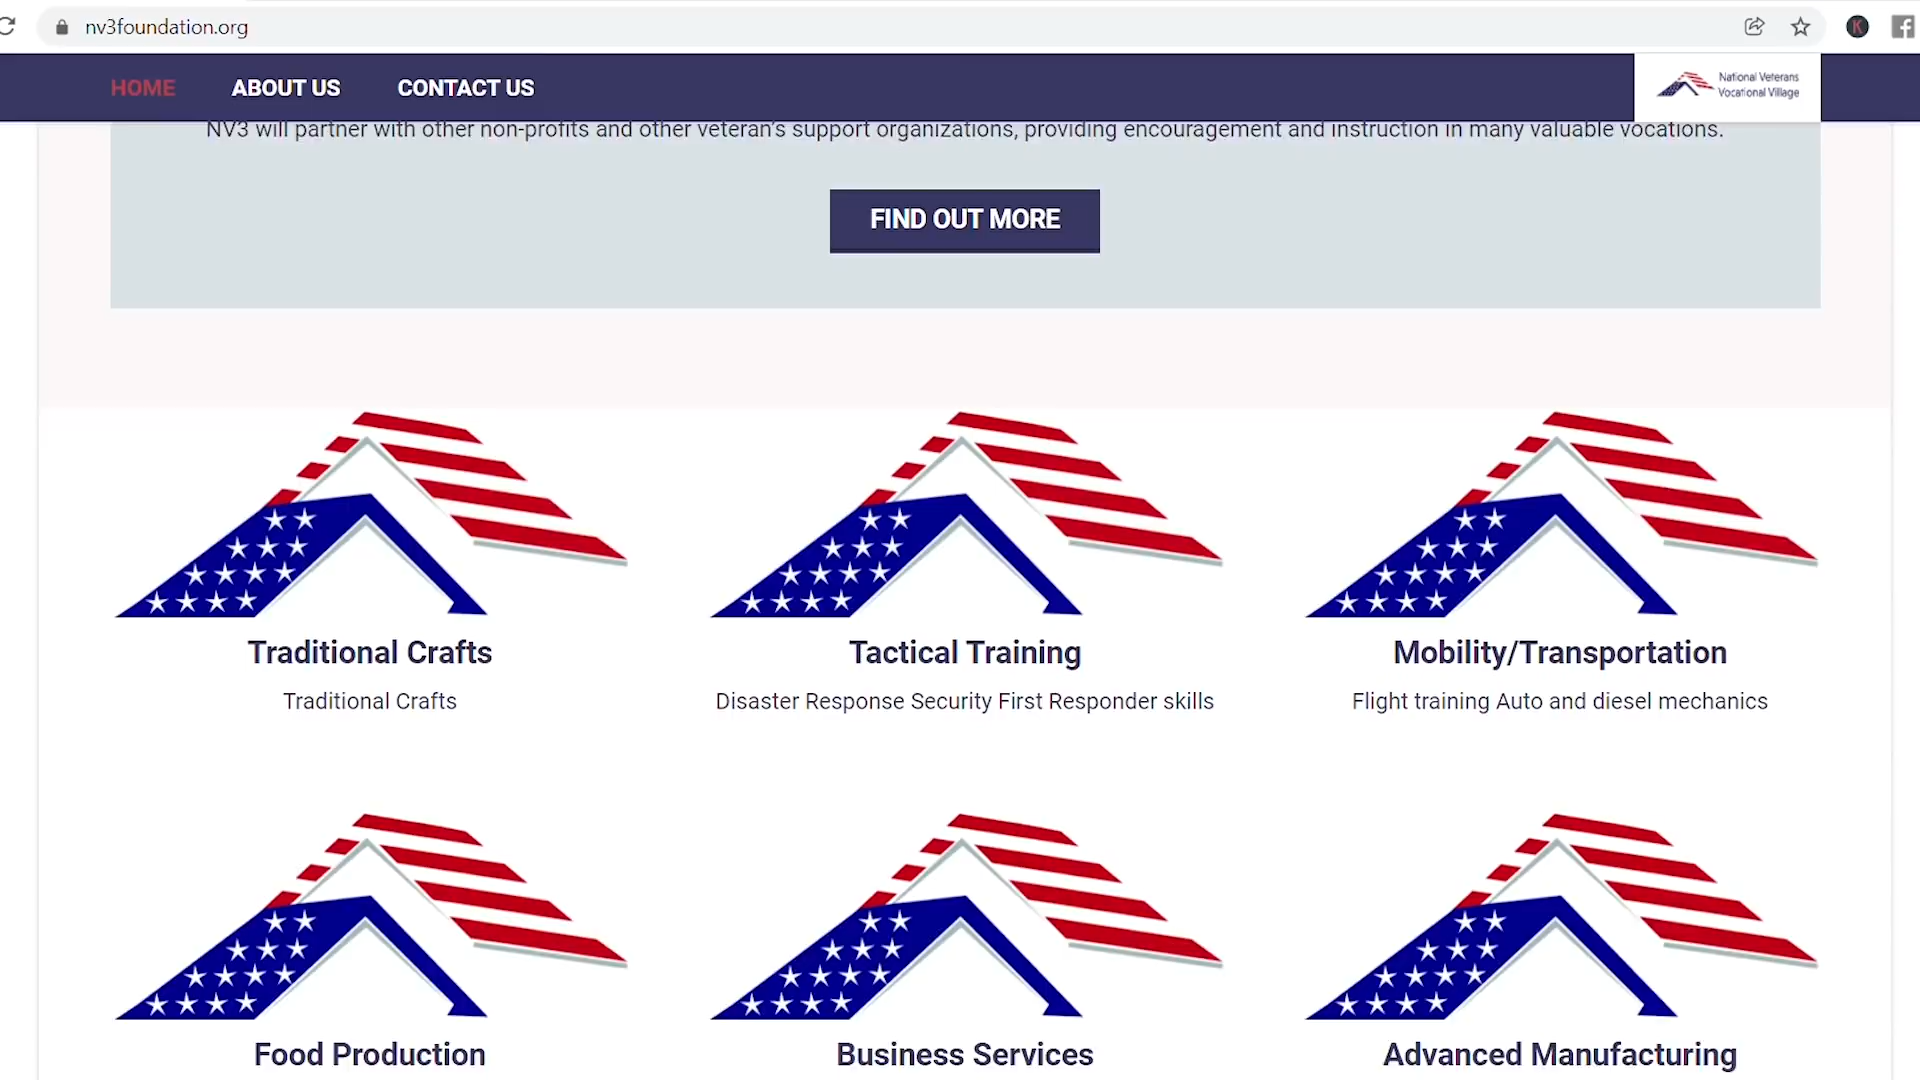 nv3foundation.org
HOME ABOUT US CONTACT US
National Veterans
Vocational Village
NV3 will partner with other non-profits and other veteran's support organizations, providing encouragement and instruction in many valuable vocations.
FIND OUT MORE
Traditional Crafts
Traditional Crafts
Tactical Training
Disaster Response Security First Responder skills
Mobility/Transportation
Flight training Auto and diesel mechanics
Food Production
Business Services
Advanced Manufacturing